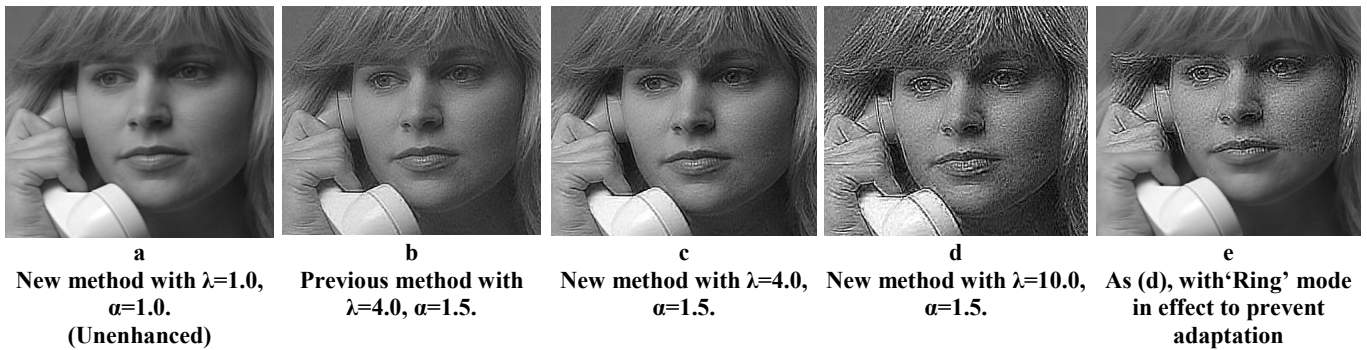 a
New method with λ=1.0,
α=1.0.
(Unenhanced)
b
Previous method with
λ=4.0, α=1.5.
c
New method with λ=4.0,
α=1.5.
d
New method with λ=10.0,
α=1.5.
e
As (d), with‘Ring’ mode
in effect to prevent
adaptation